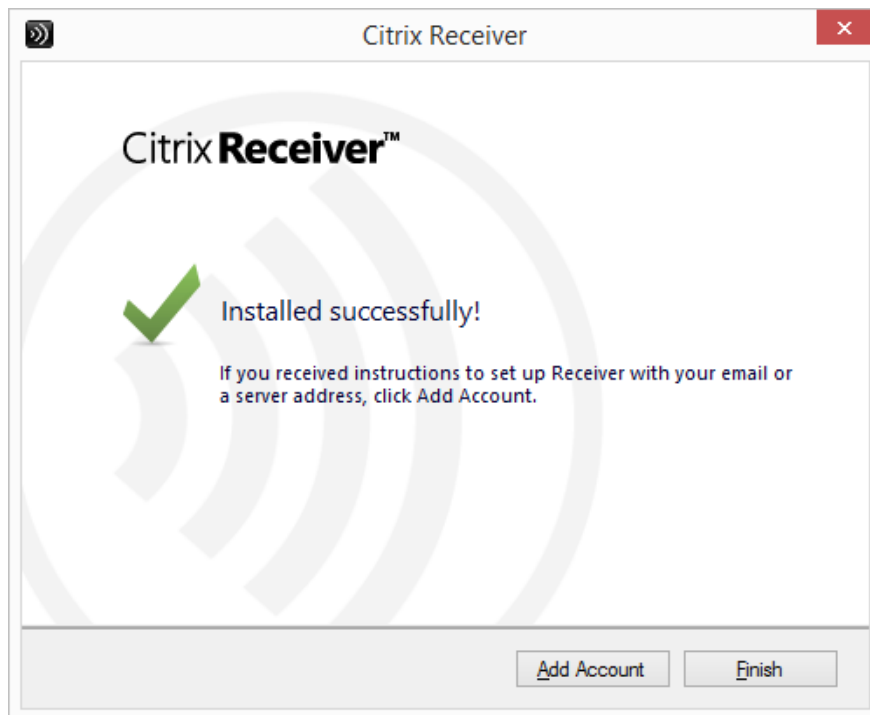 Citrix Receiver
Citrix Receiver™
Installed successfully!
If you received instructions to set up Receiver with your email or
a server address, click Add Account.
Add Account
Finish